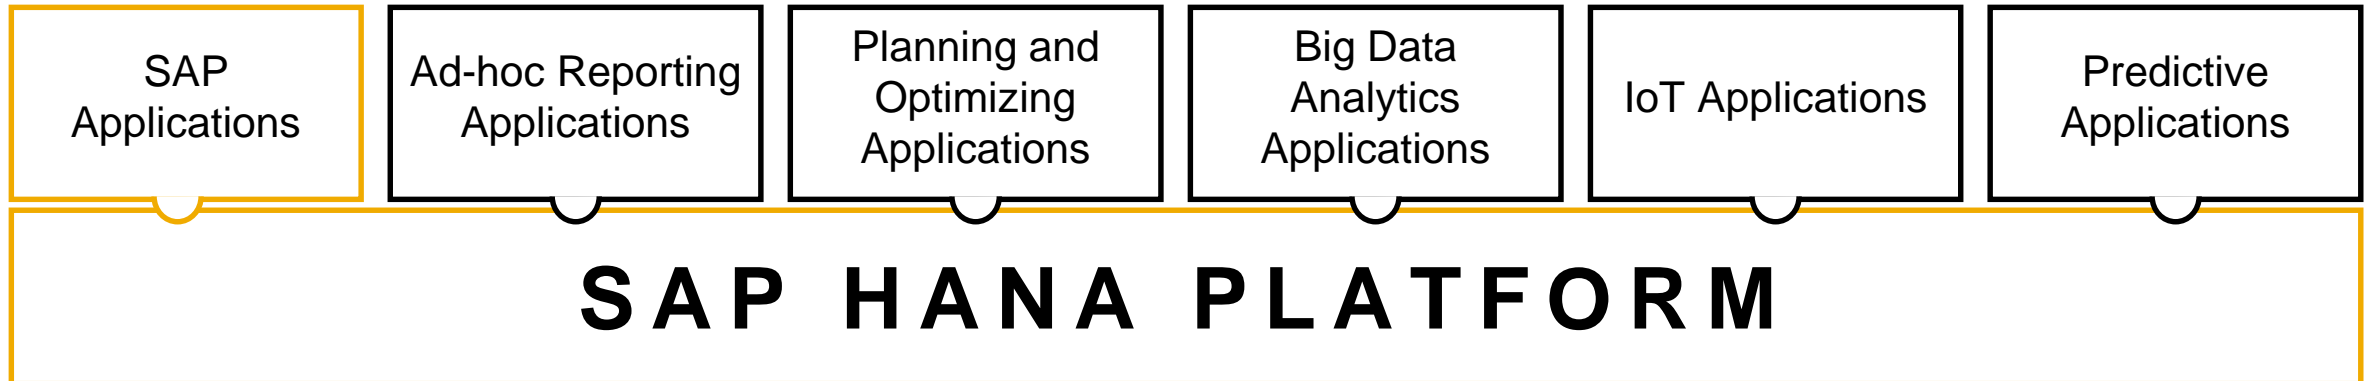 SAP
Applications
Ad-hoc Reporting
Applications
Planning and
Optimizing
Applications
Big Data
Analytics
Applications
IoT Applications
Predictive
Applications
SAP HANA PLATFORM